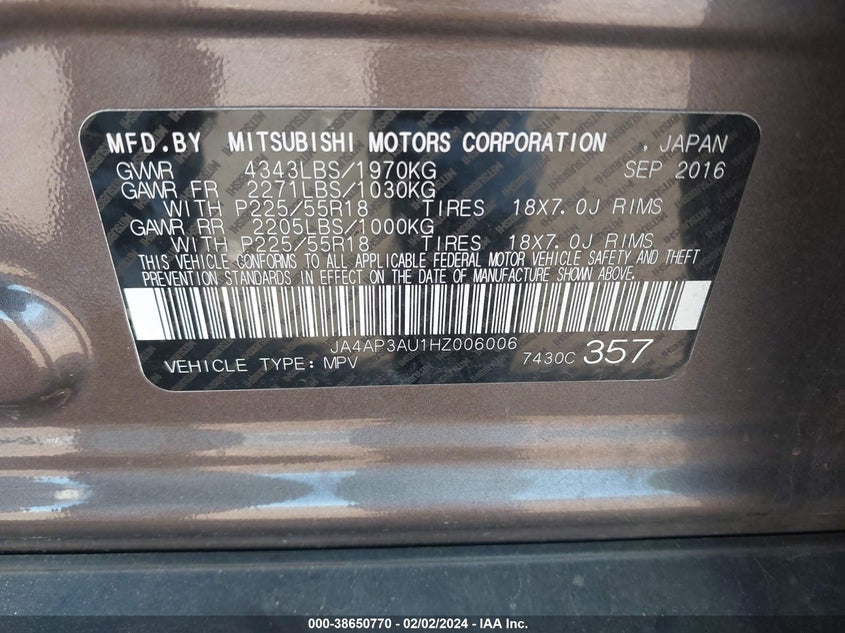 MFD.BY MITSUBISHI MOTORS CORPORATION , JAPAN
GVWR 4343LBS/1970KG SEP 2016
GAWR FR 2271LBS/1030KG
WITH P225/55R18 TIRES 18X7.0J RIMS
GAWR RR 2205LBS/1000KG
WITH P225/55R18 TIRES 18X7.0J RIMS
THIS VEHICLE CONFORMS TO ALL APPLICABLE FEDERAL MOTOR VEHICLE SAFETY AND THEFT
PREVENTION STANDARDS IN EFFECT ON THE DATE OF MANUFACTURE SHOWN ABOVE.
JA4AP3AU1HZ006006
VEHICLE TYPE: MPV 7430C 357
000-38650770 - 02/02/2024 - IAA Inc.